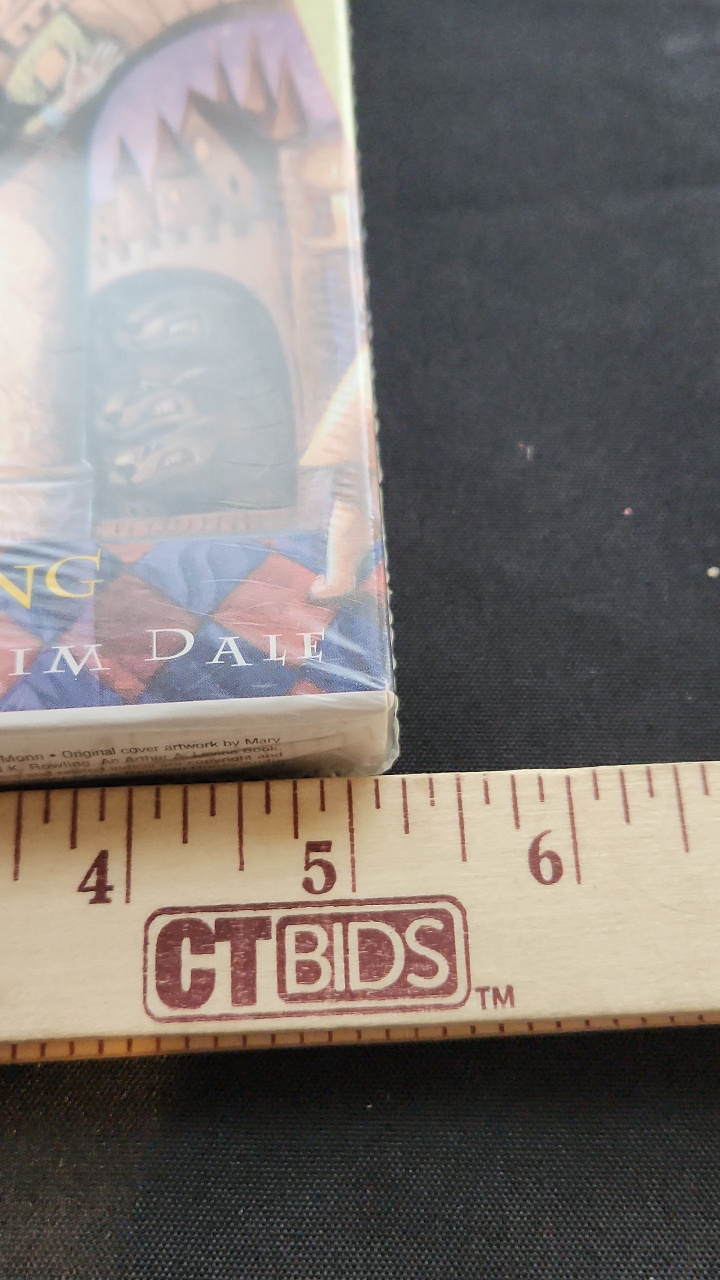 NG
IM DALE
Monn • Original cover artwork by Mary
K. Rowling. An Arthur A. Levine Book,
4 5 6
CTBIDS TM